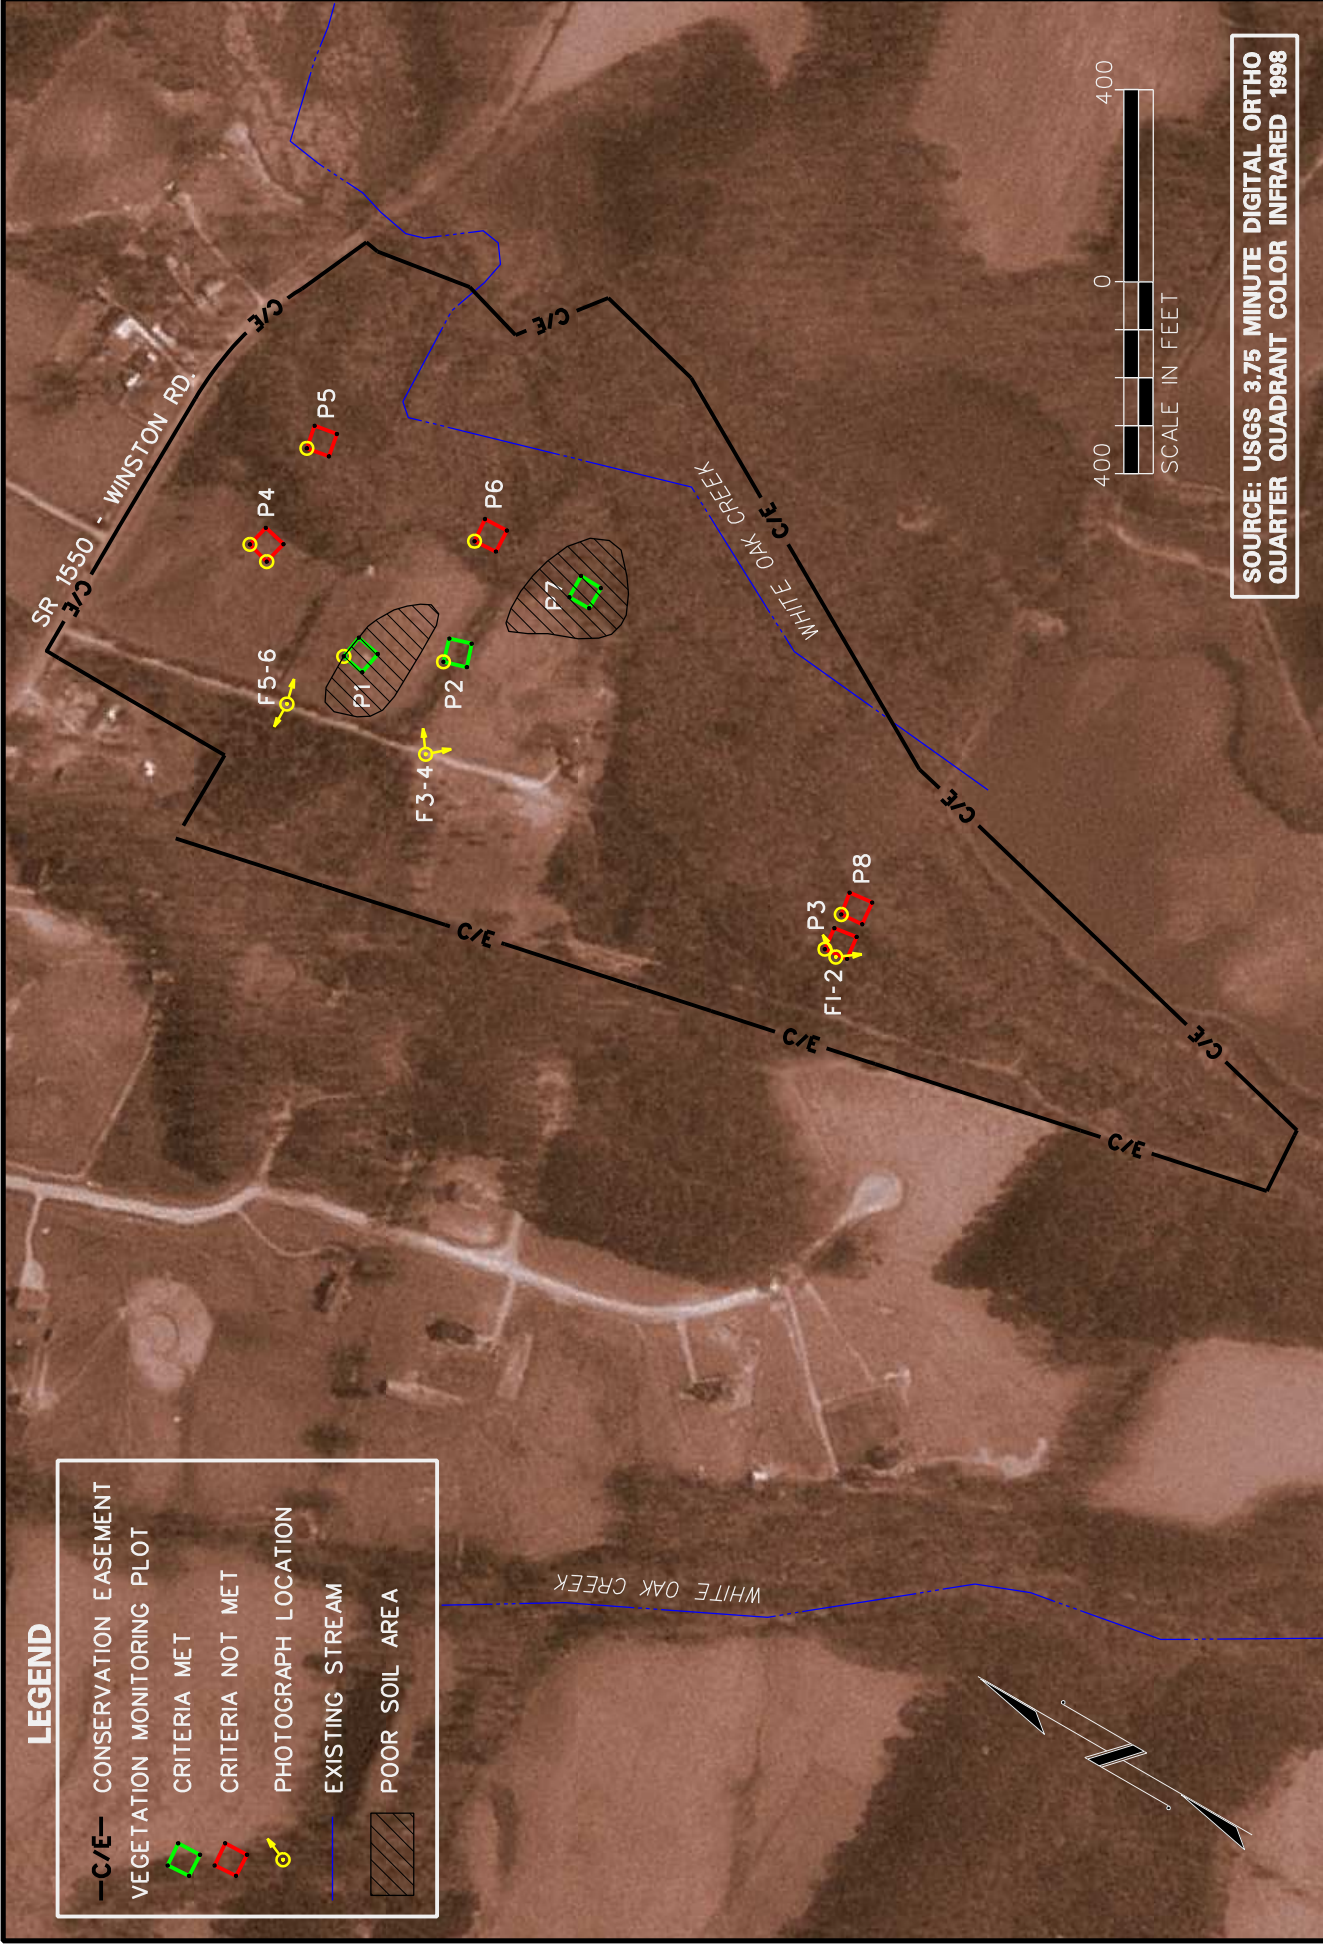 LEGEND
—C/E— CONSERVATION EASEMENT
VEGETATION MONITORING PLOT
CRITERIA MET
CRITERIA NOT MET
PHOTOGRAPH LOCATION
EXISTING STREAM
POOR SOIL AREA
SR 1550 - WINSTON RD.
C/E
C/E
C/E
C/E
C/E
C/E
C/E
C/E
C/E
F5-6
F3-4
F1-2
P1
P2
P3
P4
P5
P6
P7
P8
WHITE OAK CREEK
WHITE OAK CREEK
400 0 400
SCALE IN FEET
SOURCE: USGS 3.75 MINUTE DIGITAL ORTHO
QUARTER QUADRANT COLOR INFRARED 1998